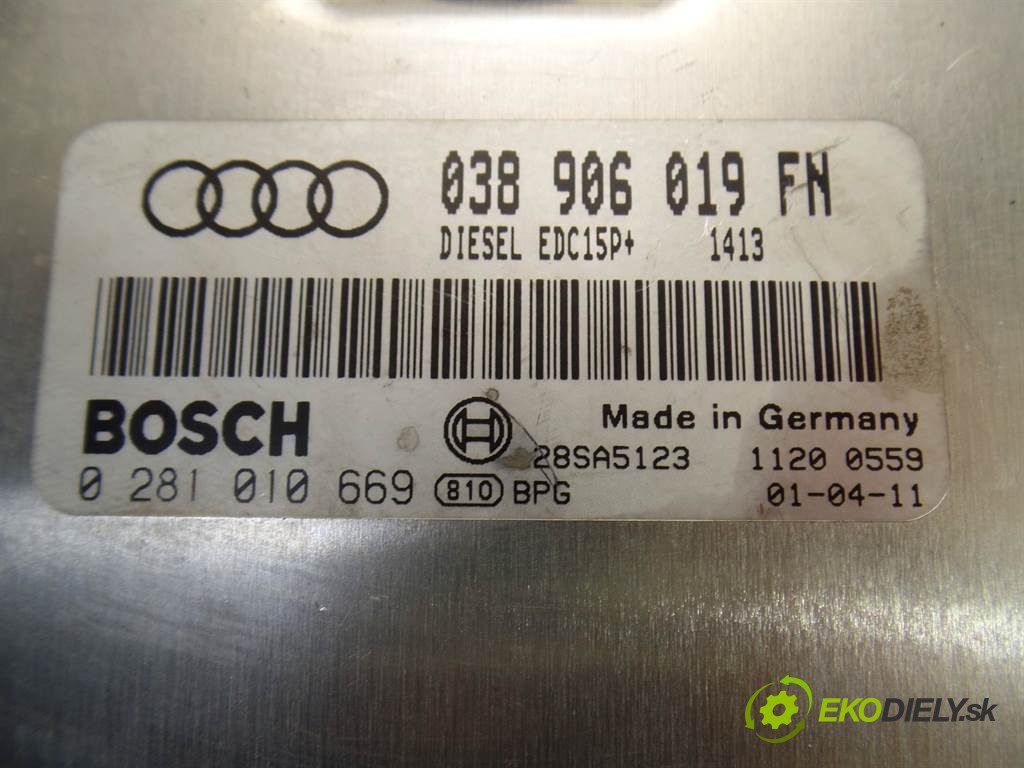 038 906 019 FN
DIESEL EDC15P+ 1413
BOSCH
Made in Germany
28SA5123 1120 0559
0 281 010 669 810 BPG 01-04-11
EKODIELY.sk